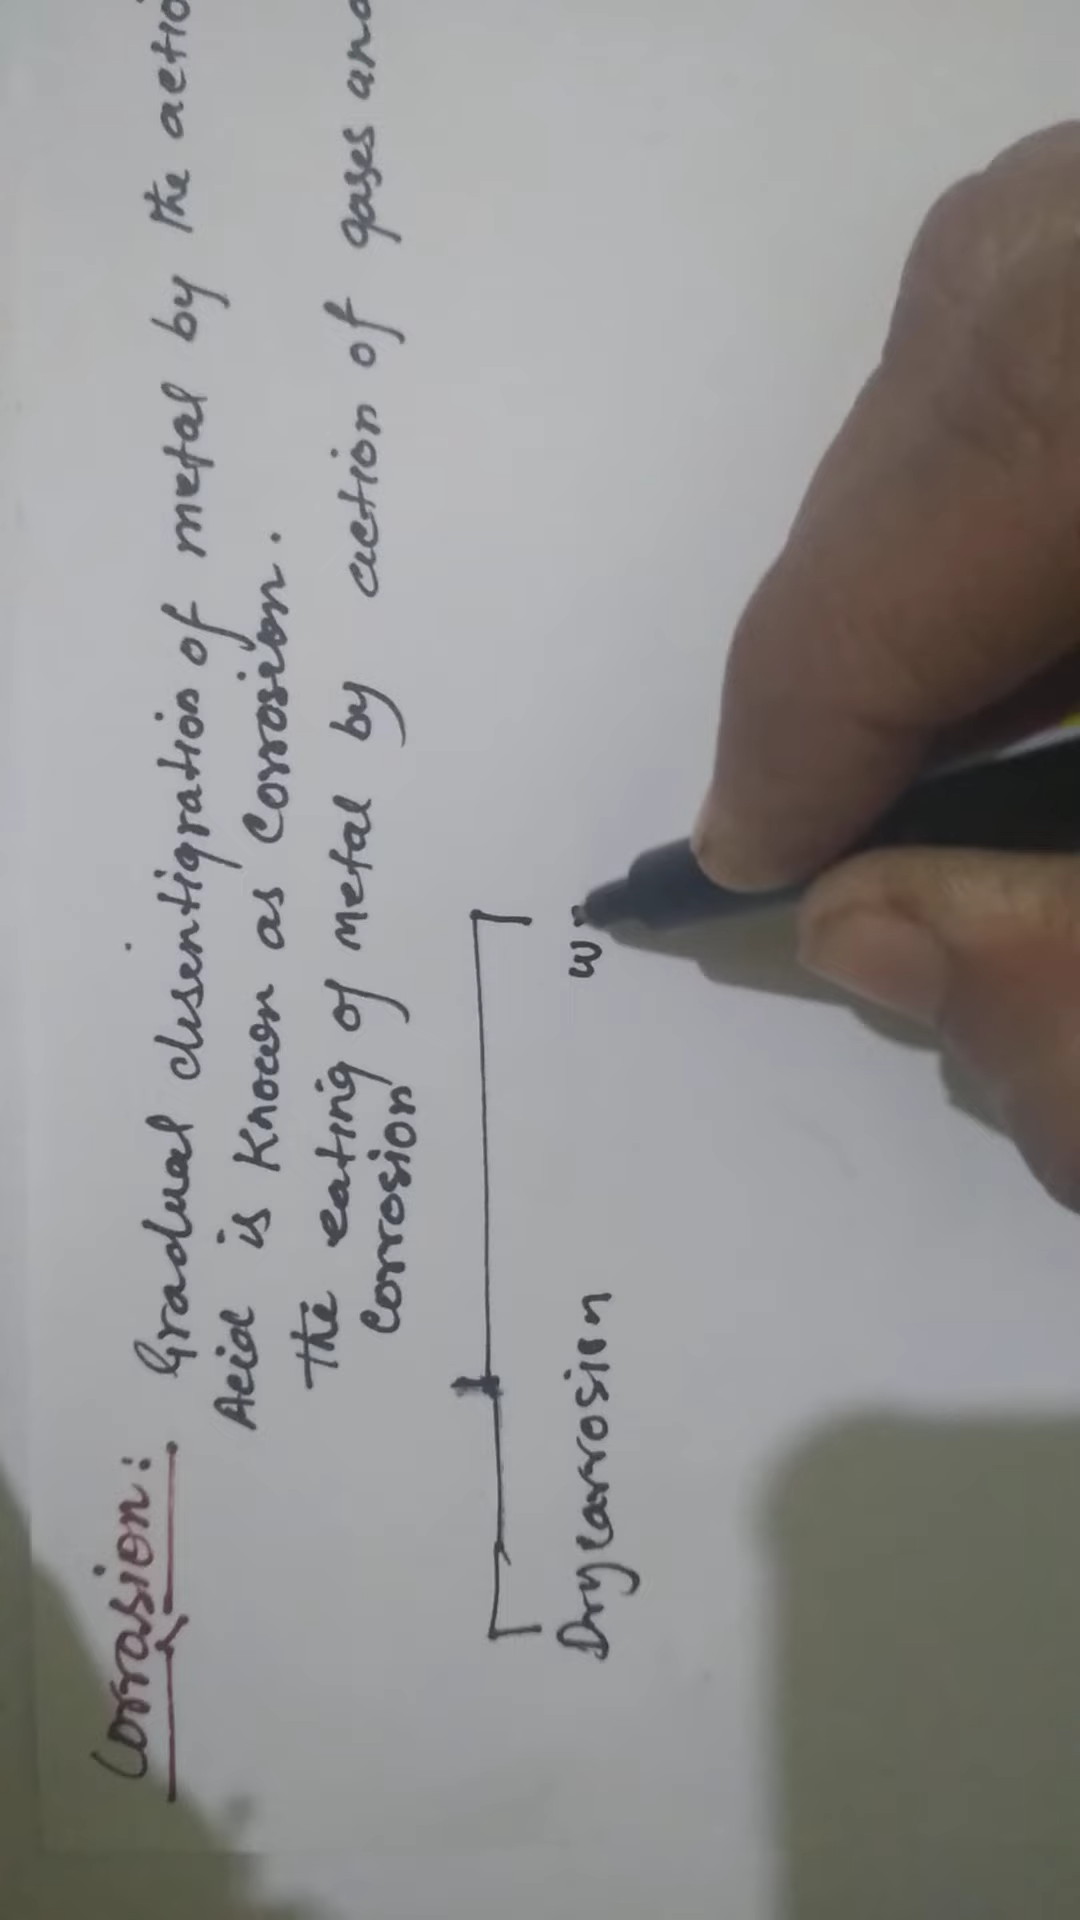 Corrosion:
Gradual disentigration of metal by the actio
Acid is Known as Corrosion.
The eating of Metal by action of gases and
Corrosion
Dry corrosion
w